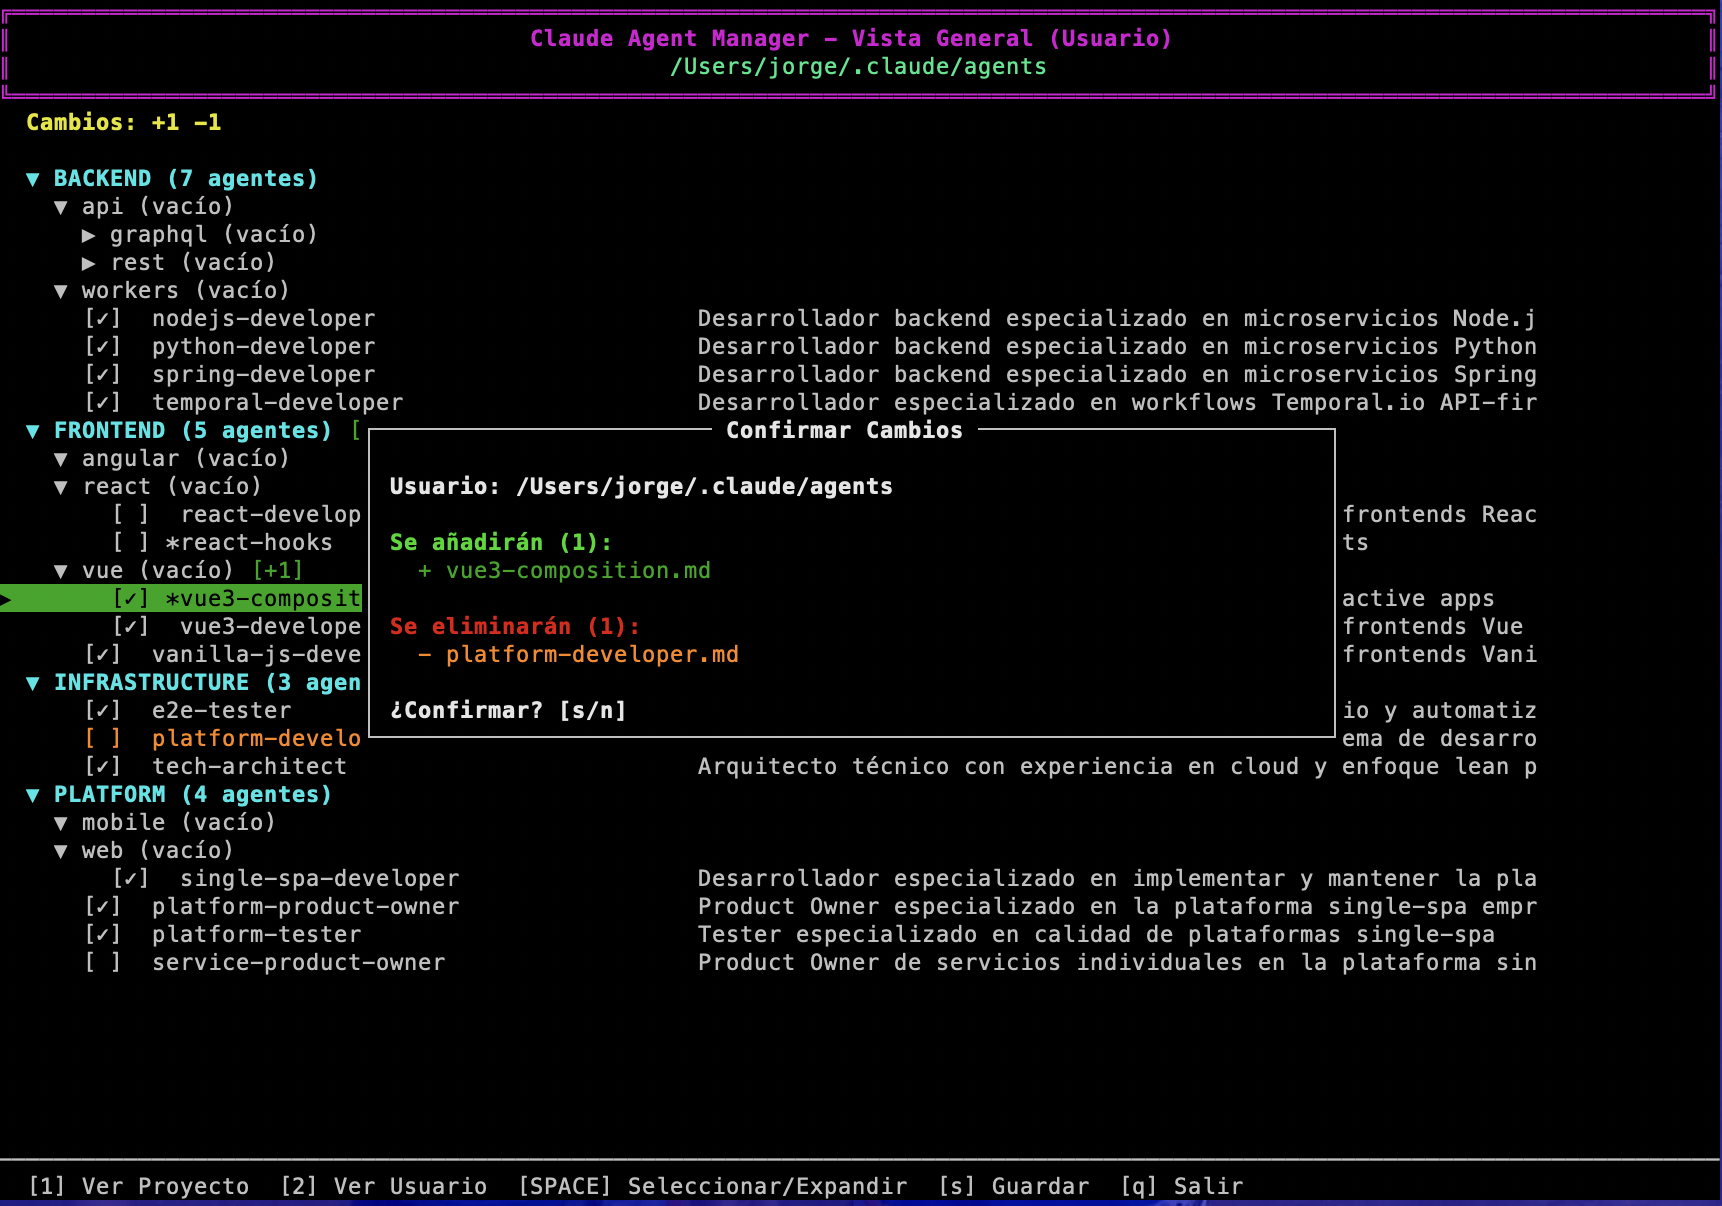 Claude Agent Manager - Vista General (Usuario)
/Users/jorge/.claude/agents
Cambios: +1 -1
▼ BACKEND (7 agentes)
▼ api (vacío)
▶ graphql (vacío)
▶ rest (vacío)
▼ workers (vacío)
[✓] nodejs-developer Desarrollador backend especializado en microservicios Node.j
[✓] python-developer Desarrollador backend especializado en microservicios Python
[✓] spring-developer Desarrollador backend especializado en microservicios Spring
[✓] temporal-developer Desarrollador especializado en workflows Temporal.io API-fir
▼ FRONTEND (5 agentes) [
▼ angular (vacío)
▼ react (vacío)
[ ] react-develop frontends Reac
[ ] *react-hooks ts
▼ vue (vacío) [+1]
▶ [✓] *vue3-composit active apps
[✓] vue3-develope frontends Vue
[✓] vanilla-js-deve frontends Vani
▼ INFRASTRUCTURE (3 agen
[✓] e2e-tester io y automatiz
[ ] platform-develo ema de desarro
[✓] tech-architect Arquitecto técnico con experiencia en cloud y enfoque lean p
▼ PLATFORM (4 agentes)
▼ mobile (vacío)
▼ web (vacío)
[✓] single-spa-developer Desarrollador especializado en implementar y mantener la pla
[✓] platform-product-owner Product Owner especializado en la plataforma single-spa empr
[✓] platform-tester Tester especializado en calidad de plataformas single-spa
[ ] service-product-owner Product Owner de servicios individuales en la plataforma sin
Confirmar Cambios
Usuario: /Users/jorge/.claude/agents
Se añadirán (1):
+ vue3-composition.md
Se eliminarán (1):
- platform-developer.md
¿Confirmar? [s/n]
[1] Ver Proyecto [2] Ver Usuario [SPACE] Seleccionar/Expandir [s] Guardar [q] Salir